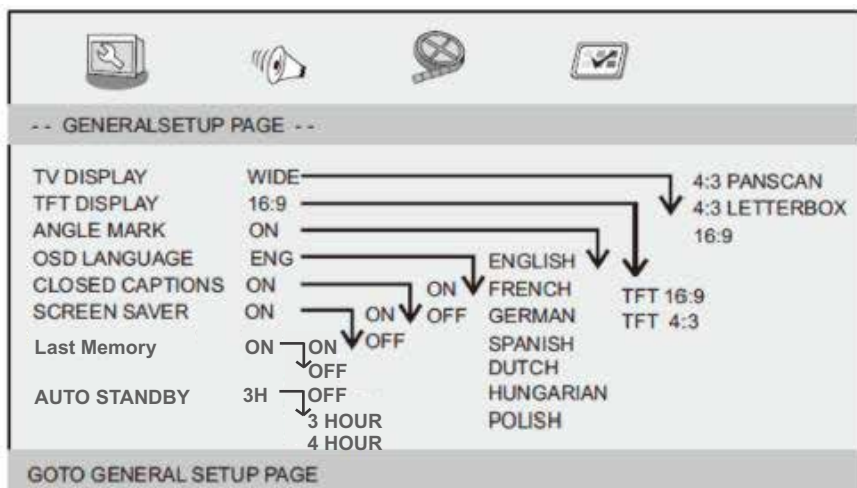 -- GENERALSETUP PAGE --
TV DISPLAY WIDE 4:3 PANSCAN
TFT DISPLAY 16:9 4:3 LETTERBOX
ANGLE MARK ON 16:9
OSD LANGUAGE ENG ENGLISH
CLOSED CAPTIONS ON ON FRENCH TFT 16:9
SCREEN SAVER ON ON OFF GERMAN TFT 4:3
Last Memory ON ON OFF SPANISH
OFF DUTCH
AUTO STANDBY 3H OFF HUNGARIAN
3 HOUR POLISH
4 HOUR
GOTO GENERAL SETUP PAGE